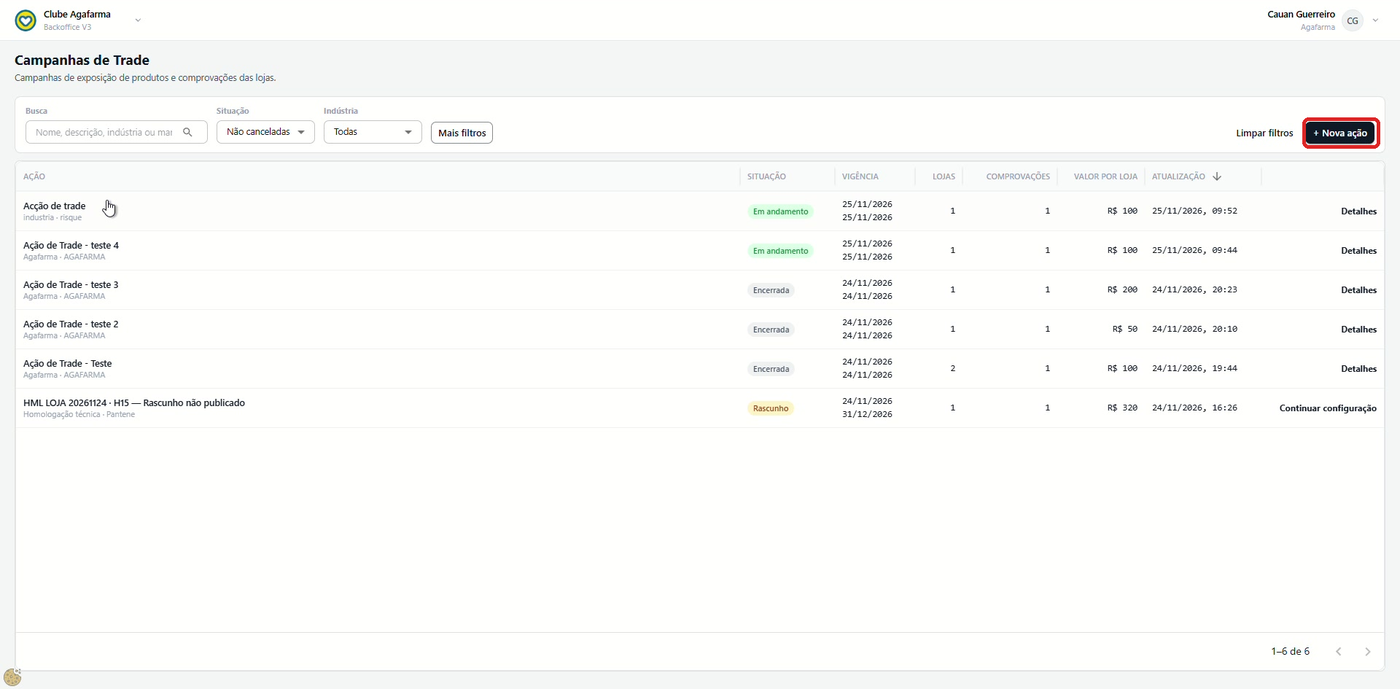 Clube Agafarma
Backoffice V3
Cauan Guerreiro
Agafarma
CG
Campanhas de Trade
Campanhas de exposição de produtos e comprovações das lojas.
Busca
Situação
Indústria
Nome, descrição, indústria ou mar
Não canceladas
Todas
Mais filtros
Limpar filtros
+ Nova ação
AÇÃO
SITUAÇÃO
VIGÊNCIA
LOJAS
COMPROVAÇÕES
VALOR POR LOJA
ATUALIZAÇÃO
Acção de trade
industria - risque
Em andamento
25/11/2026
25/11/2026
1
1
R$ 100
25/11/2026, 09:52
Detalhes
Ação de Trade - teste 4
Agafarma - AGAFARMA
Em andamento
25/11/2026
25/11/2026
1
1
R$ 100
25/11/2026, 09:44
Detalhes
Ação de Trade - teste 3
Agafarma - AGAFARMA
Encerrada
24/11/2026
24/11/2026
1
1
R$ 200
24/11/2026, 20:23
Detalhes
Ação de Trade - teste 2
Agafarma - AGAFARMA
Encerrada
24/11/2026
24/11/2026
1
1
R$ 50
24/11/2026, 20:10
Detalhes
Ação de Trade - Teste
Agafarma - AGAFARMA
Encerrada
24/11/2026
24/11/2026
2
1
R$ 100
24/11/2026, 19:44
Detalhes
HML LOJA 20261124 · H15 — Rascunho não publicado
Homologação técnica · Pantene
Rascunho
24/11/2026
31/12/2026
1
1
R$ 320
24/11/2026, 16:26
Continuar configuração
1–6 de 6